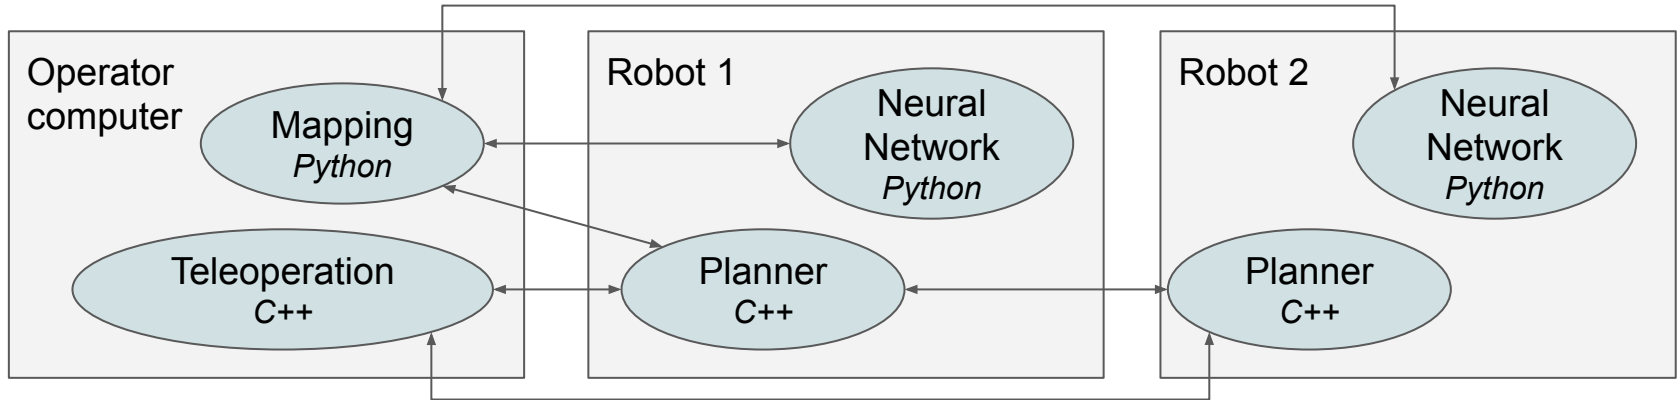 Operator
computer
Mapping
Python
Teleoperation
C++
Robot 1
Neural
Network
Python
Planner
C++
Robot 2
Neural
Network
Python
Planner
C++